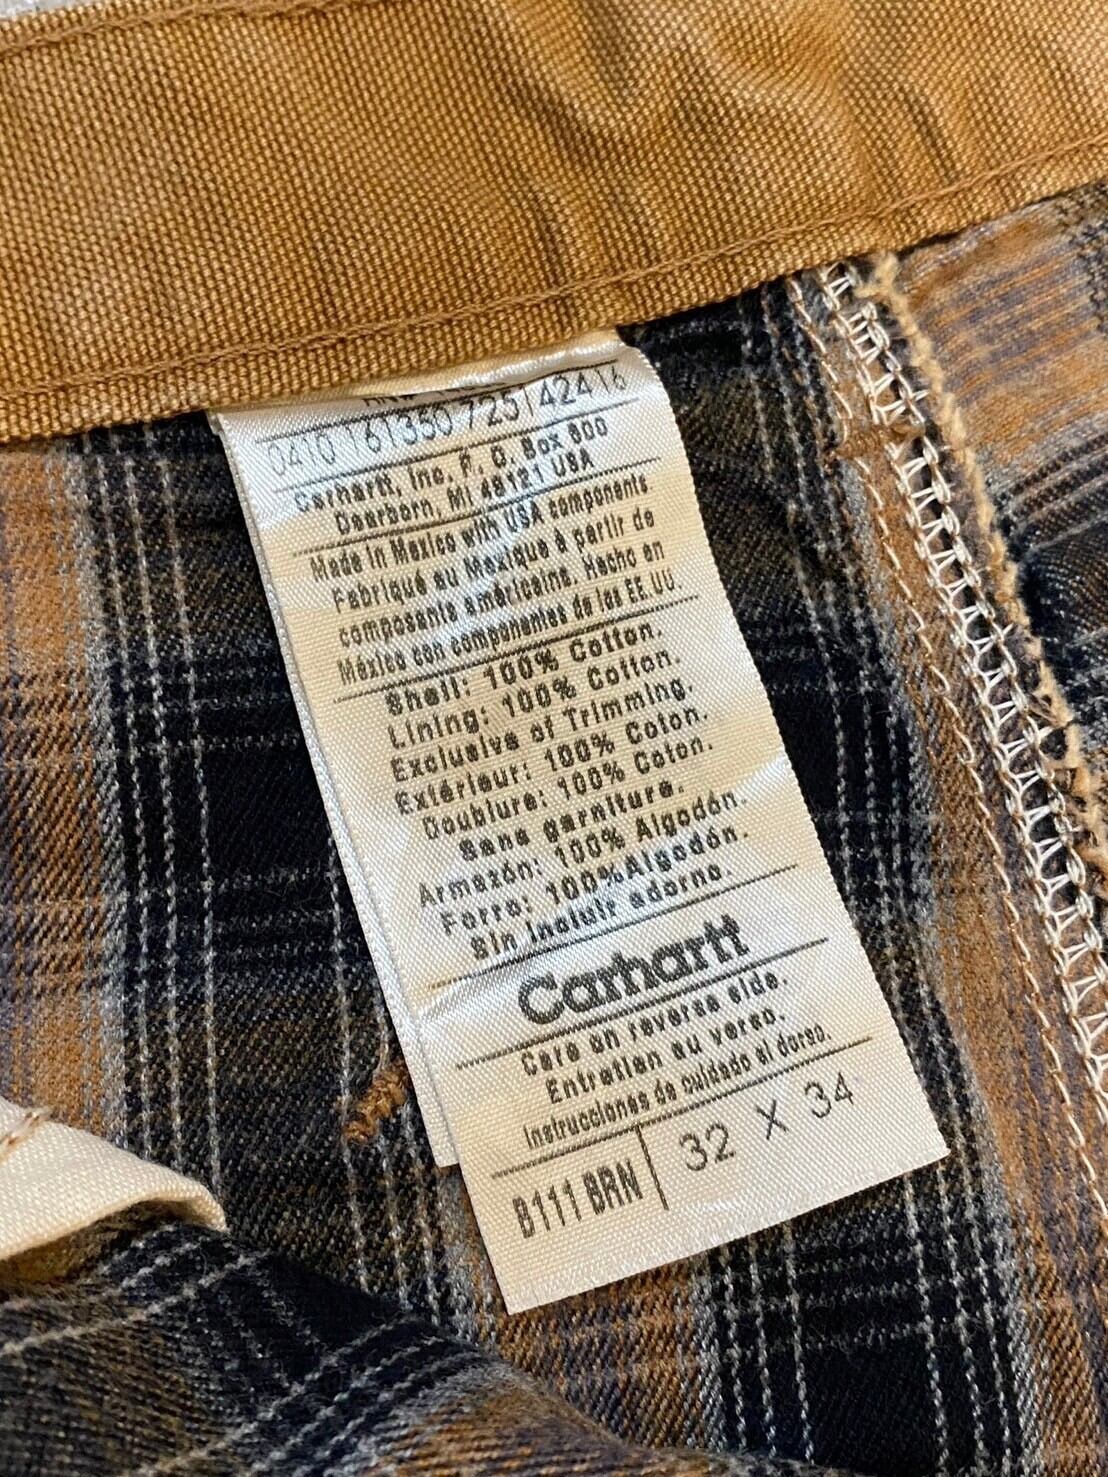 0410 161350 725142416
Carhartt, Inc. P. O. Box 600
Dearborn, MI 48121 USA
Made in Mexico with USA components
Fabriqué au Mexique à partir de
composants américains. Hecho en
México con componentes de los EE UU.
Shell: 100% Cotton.
Lining: 100% Cotton.
Exclusive of Trimming.
Extérieur: 100% Coton.
Doublure: 100% Coton.
Sans garniture.
Armazón: 100% Algodón.
Forro: 100%Algodón.
Sin incluir adorno.
Carhartt
Care on reverse side.
Entretien au verso.
Instrucciones de cuidado al dorso.
B111 BRN 32 X 34